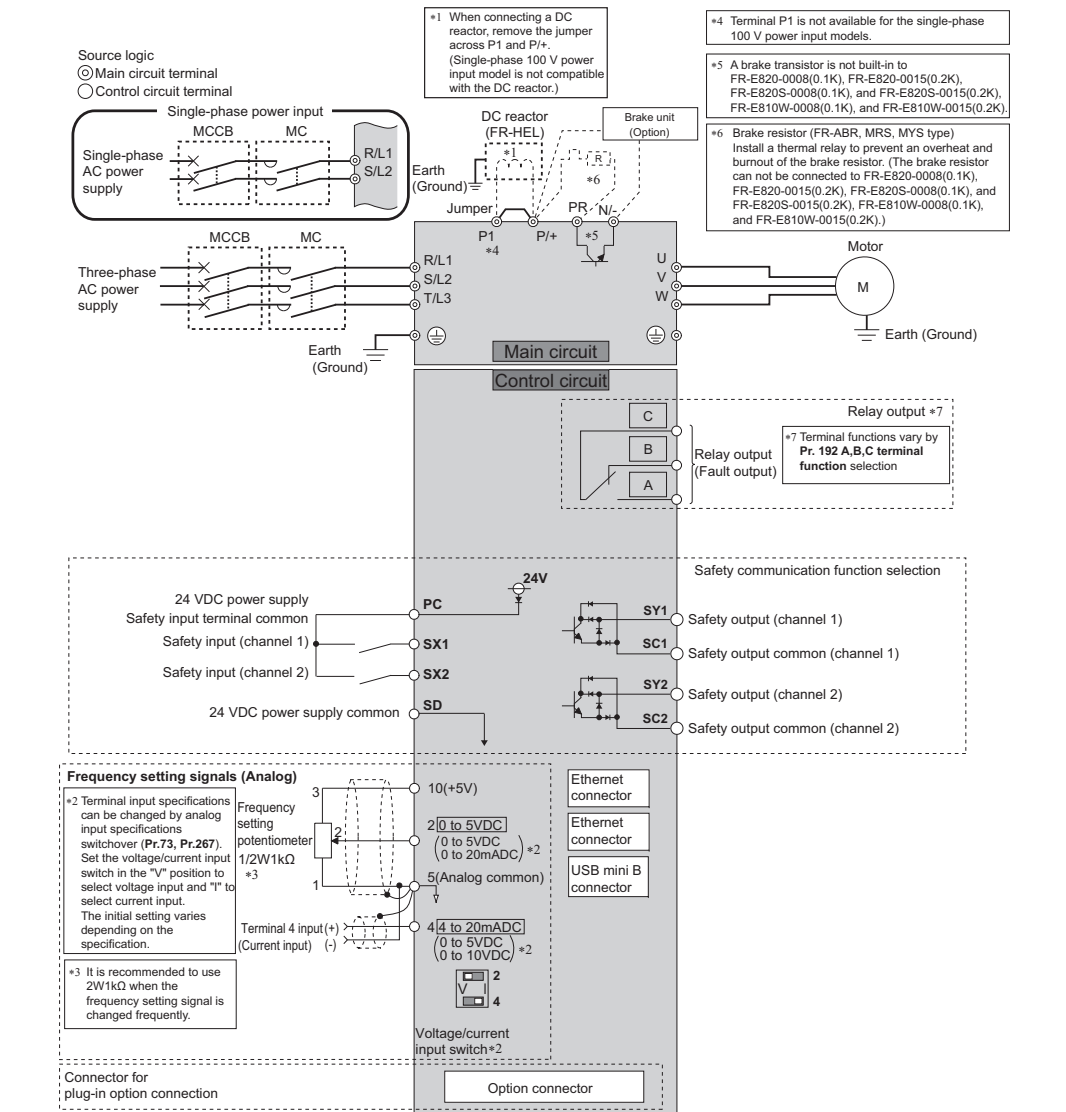 *1 When connecting a DC
reactor, remove the jumper
across P1 and P/+.
(Single-phase 100 V power
input model is not compatible
with the DC reactor.)
*4 Terminal P1 is not available for the single-phase
100 V power input models.
*5 A brake transistor is not built-in to
FR-E820-0008(0.1K), FR-E820-0015(0.2K),
FR-E820S-0008(0.1K), and FR-E820S-0015(0.2K),
FR-E810W-0008(0.1K), and FR-E810W-0015(0.2K).
*6 Brake resistor (FR-ABR, MRS, MYS type)
Install a thermal relay to prevent an overheat and
burnout of the brake resistor. (The brake resistor
can not be connected to FR-E820-0008(0.1K),
FR-E820-0015(0.2K), FR-E820S-0008(0.1K), and
FR-E820S-0015(0.2K), FR-E810W-0008(0.1K),
and FR-E810W-0015(0.2K).)
Source logic
Main circuit terminal
Control circuit terminal
Single-phase power input
MCCB
MC
Single-phase
AC power
supply
R/L1
S/L2
Earth
(Ground)
DC reactor
(FR-HEL)
*1
Brake unit
(Option)
R
*6
Jumper
P1
*4
P/+
PR
*5
N/-
MCCB
MC
Three-phase
AC power
supply
R/L1
S/L2
T/L3
Earth
(Ground)
U
V
W
Motor
M
Earth (Ground)
Main circuit
Control circuit
C
B
A
Relay output *7
Relay output
(Fault output)
*7 Terminal functions vary by
Pr. 192 A,B,C terminal
function selection
Safety communication function selection
24 VDC power supply
Safety input terminal common
Safety input (channel 1)
Safety input (channel 2)
24 VDC power supply common
PC
24V
SX1
SX2
SD
SY1
Safety output (channel 1)
SC1
Safety output common (channel 1)
SY2
Safety output (channel 2)
SC2
Safety output common (channel 2)
Frequency setting signals (Analog)
*2 Terminal input specifications
can be changed by analog
input specifications
switchover (Pr.73, Pr.267).
Set the voltage/current input
switch in the "V" position to
select voltage input and "I" to
select current input.
The initial setting varies
depending on the
specification.
*3 It is recommended to use
2W1kΩ when the
frequency setting signal is
changed frequently.
Frequency
setting
potentiometer
1/2W1kΩ
*3
3
2
1
Terminal 4 input (+)
(Current input) (-)
10(+5V)
2 0 to 5VDC
(0 to 5VDC
0 to 20mADC) *2
5(Analog common)
4 4 to 20mADC
(0 to 5VDC
0 to 10VDC) *2
2
V I
4
Voltage/current
input switch*2
Ethernet
connector
Ethernet
connector
USB mini B
connector
Connector for
plug-in option connection
Option connector